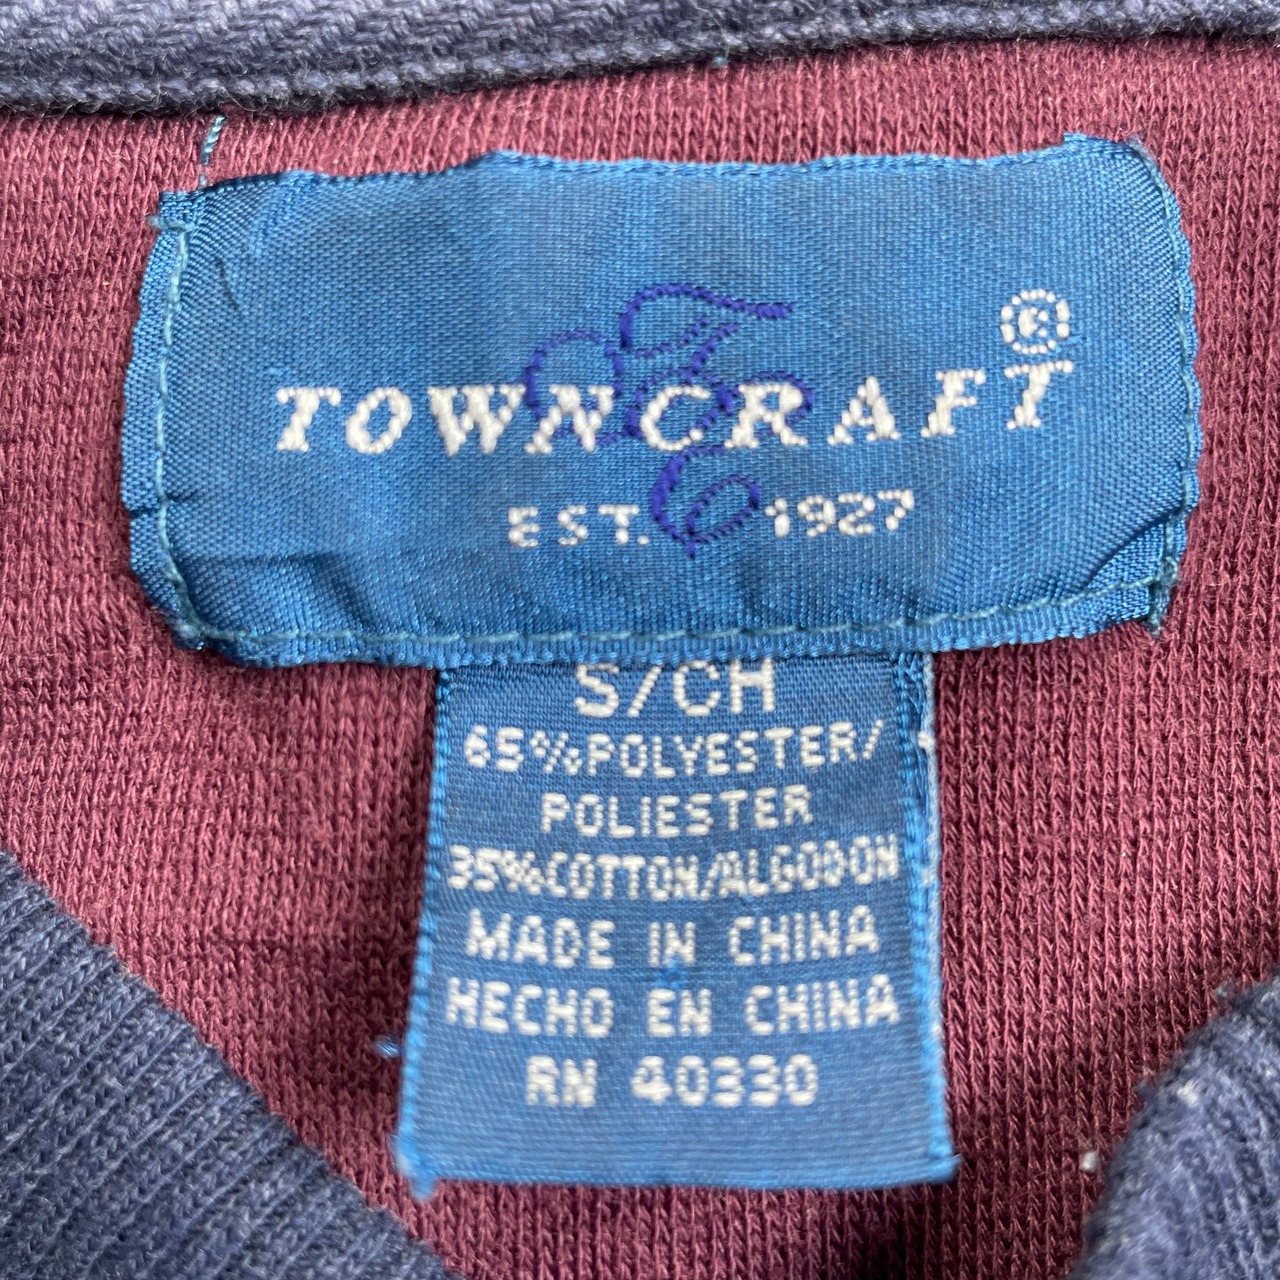 TOWNCRAFT®
EST. 1927
S/CH
65%POLYESTER/
POLIESTER
35%COTTON/ALGODON
MADE IN CHINA
HECHO EN CHINA
RN 40330